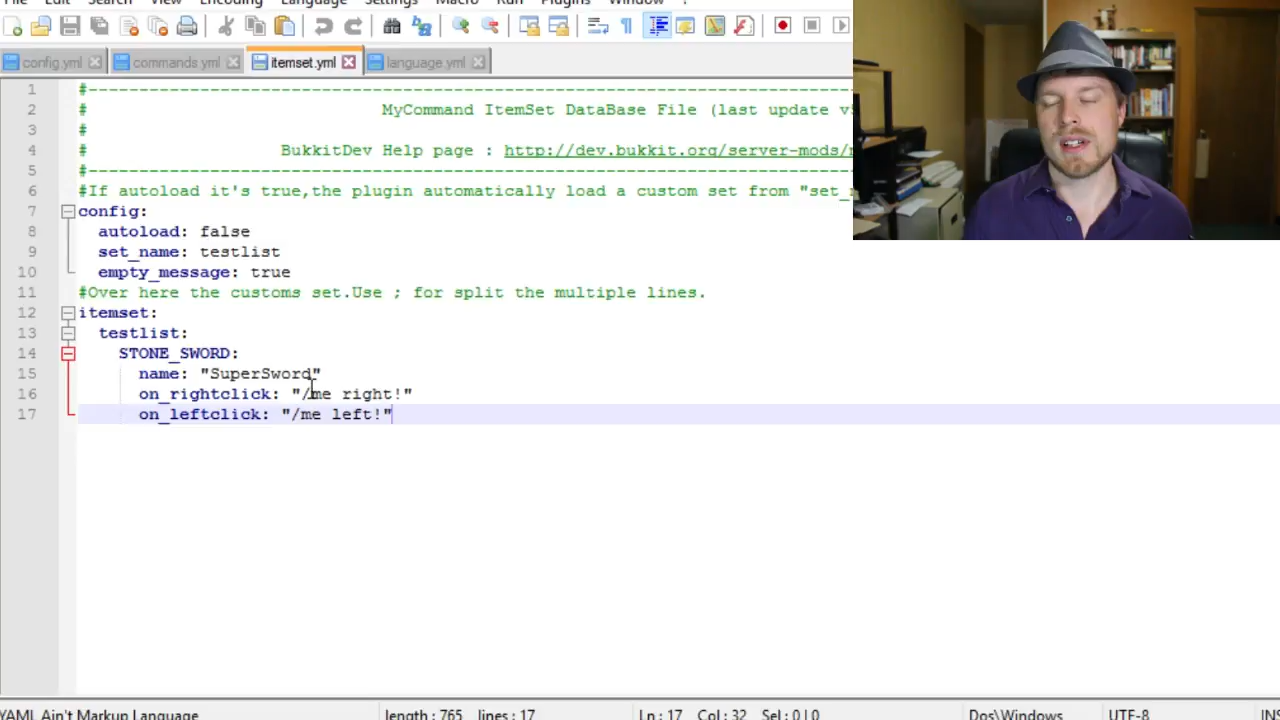 File Edit Search View Encoding Language Settings Macro Run Plugins Window ?
config.yml commands.yml itemset.yml language.yml
1 #-----------------------------------------------------------------------------
2 # MyCommand ItemSet DataBase File (last update
3 #
4 # BukkitDev Help page : http://dev.bukkit.org/server-mods/
5 #-----------------------------------------------------------------------------
6 #If autoload it's true,the plugin automatically load a custom set from "set_
7 config:
8 autoload: false
9 set_name: testlist
10 empty_message: true
11 #Over here the customs set.Use ; for split the multiple lines.
12 itemset:
13 testlist:
14 STONE_SWORD:
15 name: "SuperSword"
16 on_rightclick: "/me right!"
17 on_leftclick: "/me left!"
YAML Ain't Markup Language length : 765 lines : 17 Ln : 17 Col : 32 Sel : 0 | 0 Dos\Windows UTF-8 INS